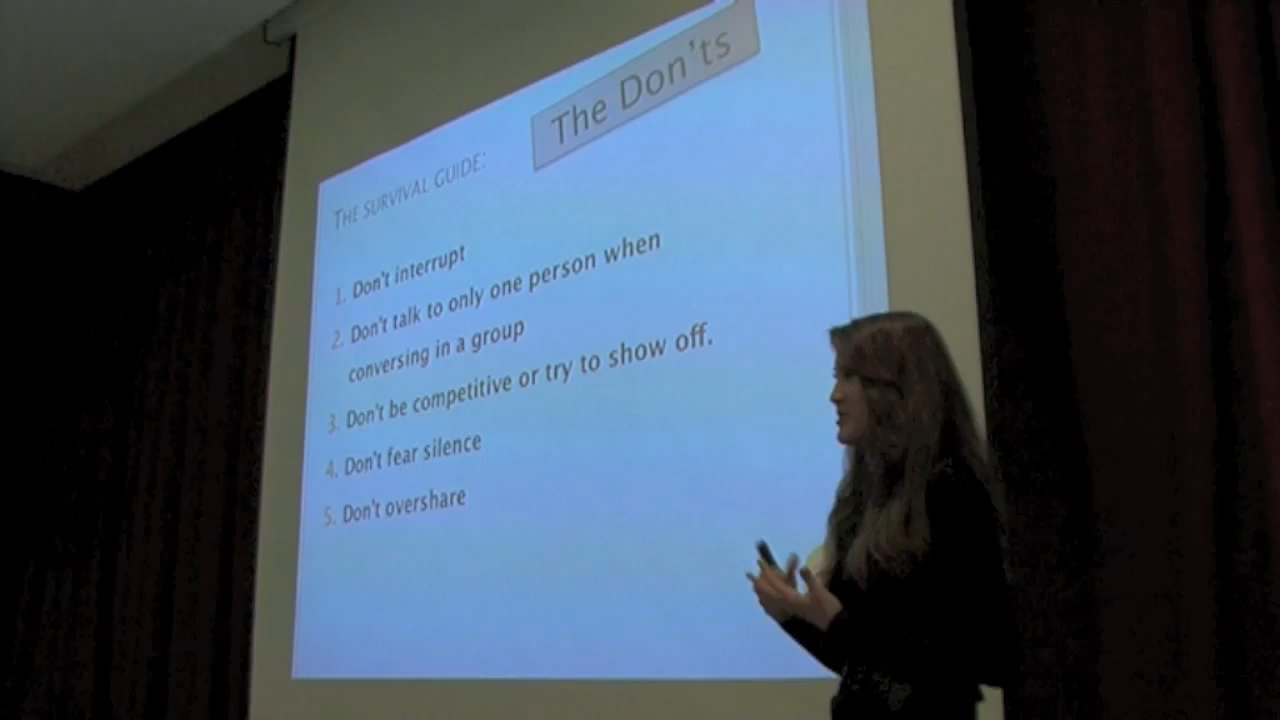 The Don'ts
THE SURVIVAL GUIDE:
1. Don't interrupt
2. Don't talk to only one person when
conversing in a group
3. Don't be competitive or try to show off.
4. Don't fear silence
5. Don't overshare